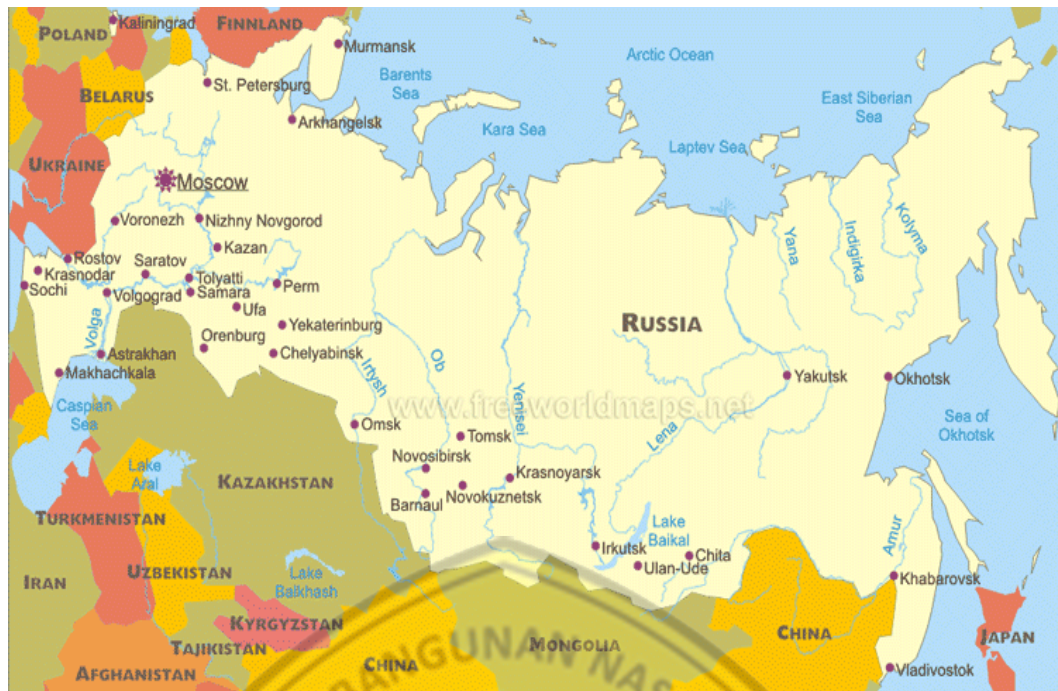 Kaliningrad
POLAND
FINNLAND
Murmansk
Arctic Ocean
Barents
Sea
St. Petersburg
BELARUS
East Siberian
Sea
Arkhangelsk
Kara Sea
Laptev Sea
UKRAINE
Moscow
Voronezh
Nizhny Novgorod
Kolyma
Yana
Indigirka
Kazan
Rostov
Saratov
Krasnodar
Tolyatti
Sochi
Volgograd
Samara
Perm
Ufa
Volga
Yekaterinburg
RUSSIA
Orenburg
Astrakhan
Chelyabinsk
Irtysh
Ob
Yenisei
Makhachkala
Yakutsk
Okhotsk
www.freeworldmaps.net
Caspian
Sea
Omsk
Tomsk
Lena
Sea of
Okhotsk
Novosibirsk
Lake
Aral
KAZAKHSTAN
Krasnoyarsk
Barnaul
Novokuznetsk
TURKMENISTAN
Lake
Baikal
Amur
Irkutsk
Chita
Ulan-Ude
IRAN
UZBEKISTAN
Lake
Balkhash
Khabarovsk
KYRGYZSTAN
CHINA
JAPAN
TAJIKISTAN
MONGOLIA
AFGHANISTAN
CHINA
Vladivostok
BANGUNAN NAS